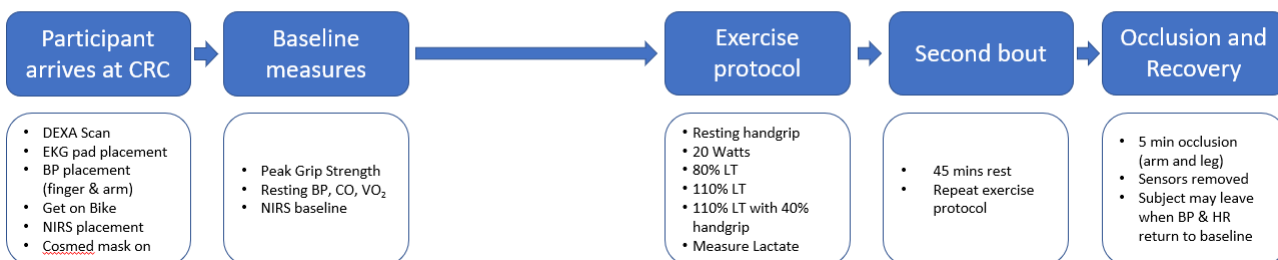 Participant
arrives at CRC
Baseline
measures
Exercise
protocol
Second bout
Occlusion and
Recovery
• DEXA Scan
• EKG pad placement
• BP placement
(finger & arm)
• Get on Bike
• NIRS placement
• Cosmed mask on
• Peak Grip Strength
• Resting BP, CO, VO₂
• NIRS baseline
• Resting handgrip
• 20 Watts
• 80% LT
• 110% LT
• 110% LT with 40%
handgrip
• Measure Lactate
• 45 mins rest
• Repeat exercise
protocol
• 5 min occlusion
(arm and leg)
• Sensors removed
• Subject may leave
when BP & HR
return to baseline